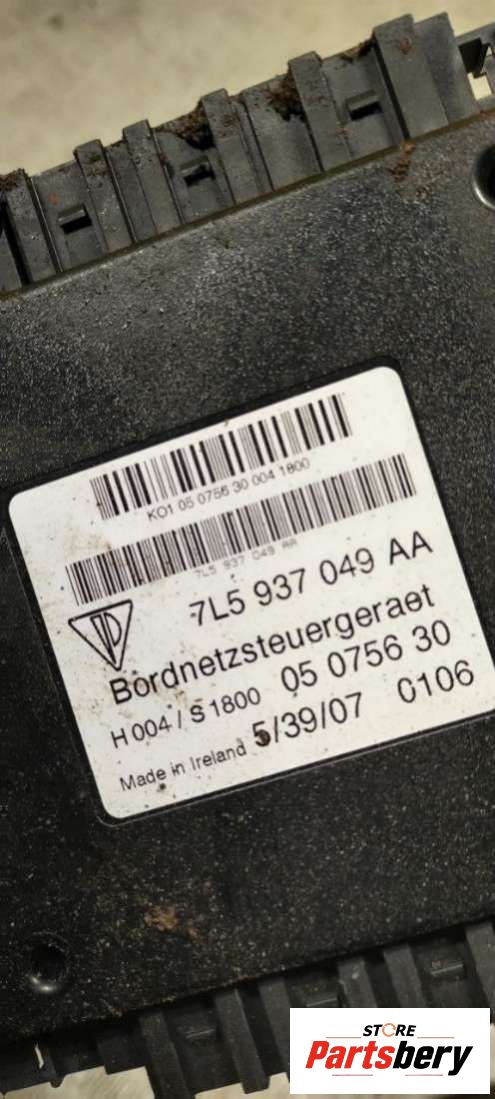 K01 05 0756 30 004 1800
7L5 937 049 AA
7L5 937 049 AA
Bordnetzsteuergeraet
H 004 / S 1800 05 0756 30
Made in Ireland 5/39/07 0106
STORE
Partsbery